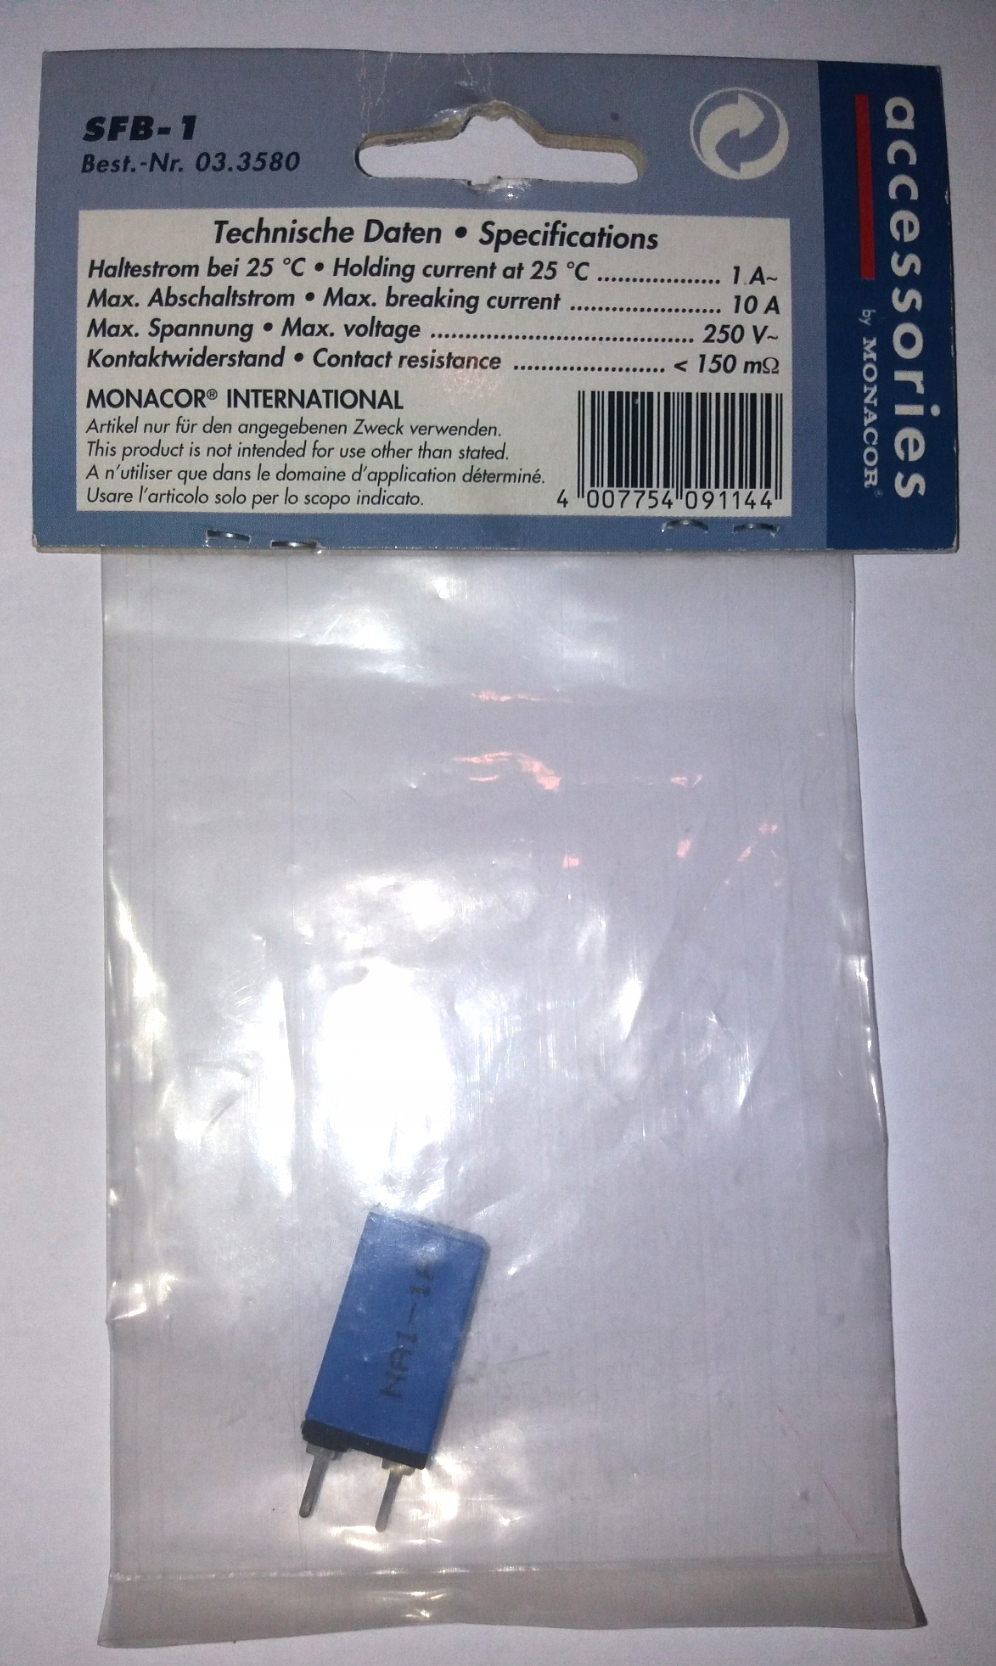 SFB-1
Best.-Nr. 03.3580
Technische Daten • Specifications
Haltestrom bei 25 °C • Holding current at 25 °C ................... 1 A~
Max. Abschaltstrom • Max. breaking current ....................... 10 A
Max. Spannung • Max. voltage ........................................ 250 V~
Kontaktwiderstand • Contact resistance ....................... < 150 mΩ
MONACOR® INTERNATIONAL
Artikel nur für den angegebenen Zweck verwenden.
This product is not intended for use other than stated.
A n'utiliser que dans le domaine d'application déterminé.
Usare l'articolo solo per lo scopo indicato.
4 007754 091144
accessories
by MONACOR®
NA1-1A